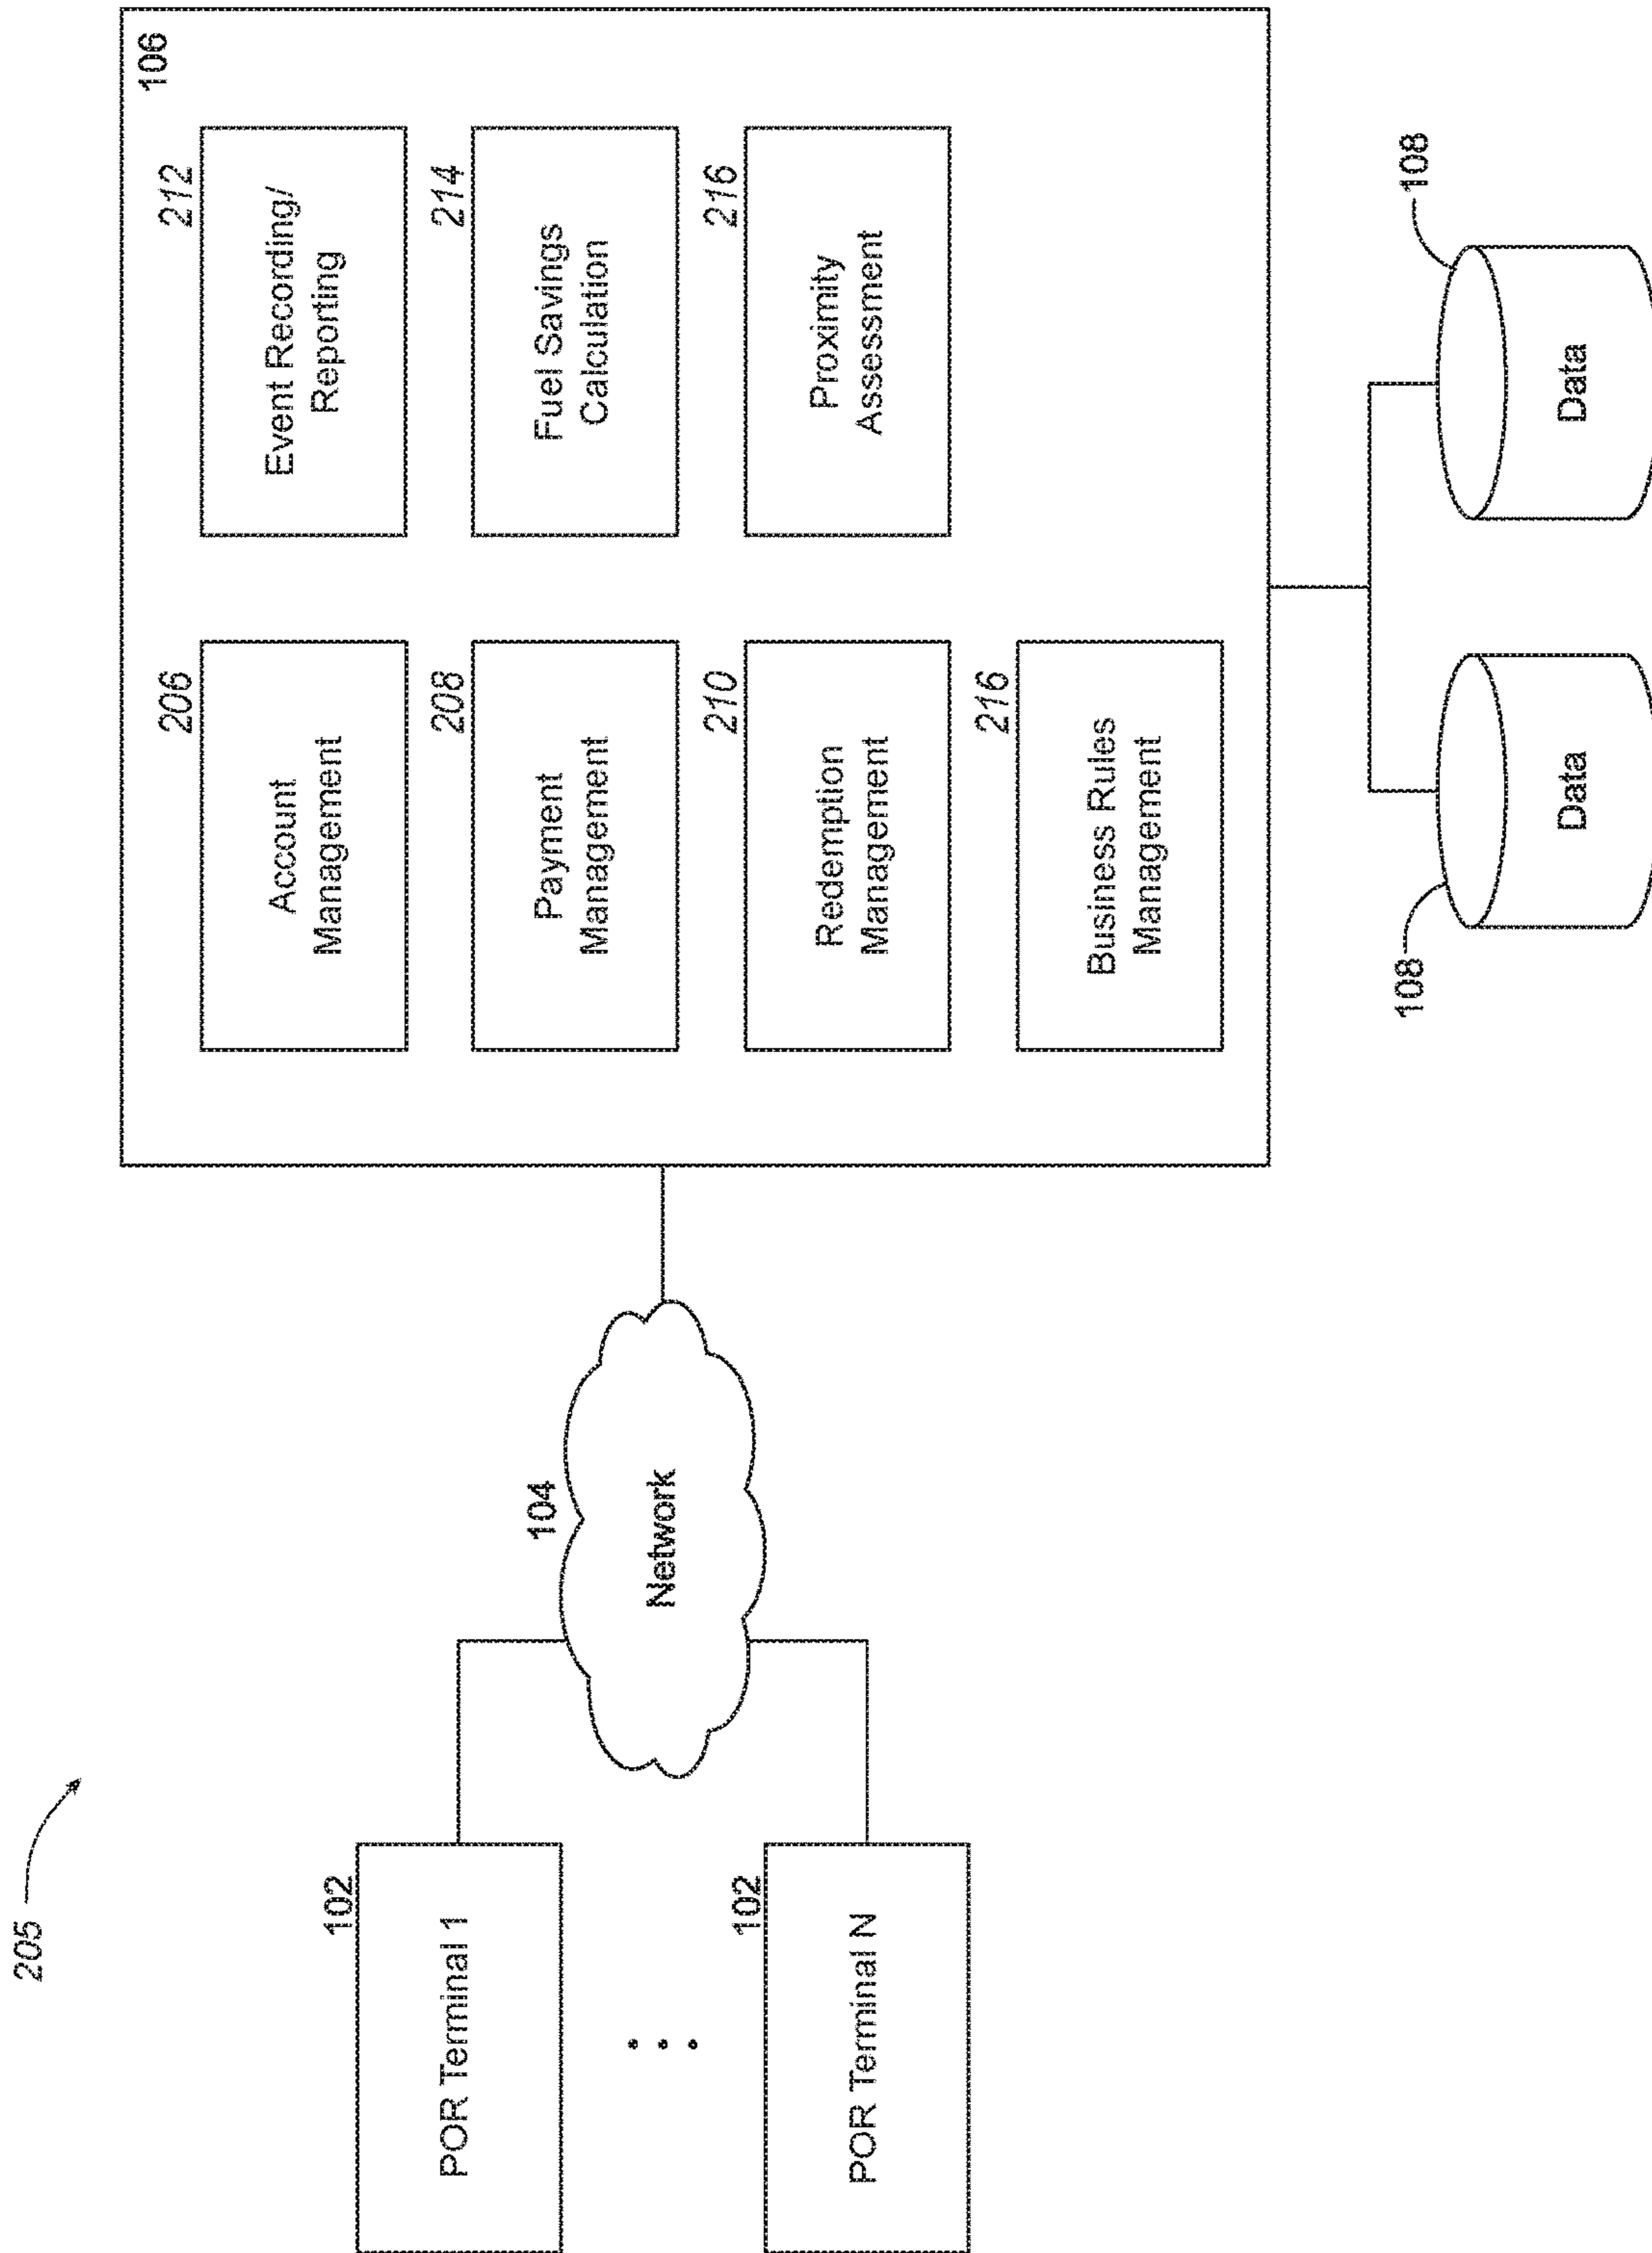 205
102
POR Terminal 1
102
POR Terminal N
104
Network
106
206
Account
Management
208
Payment
Management
210
Redemption
Management
216
Business Rules
Management
212
Event Recording/
Reporting
214
Fuel Savings
Calculation
216
Proximity
Assessment
108
Data
108
Data